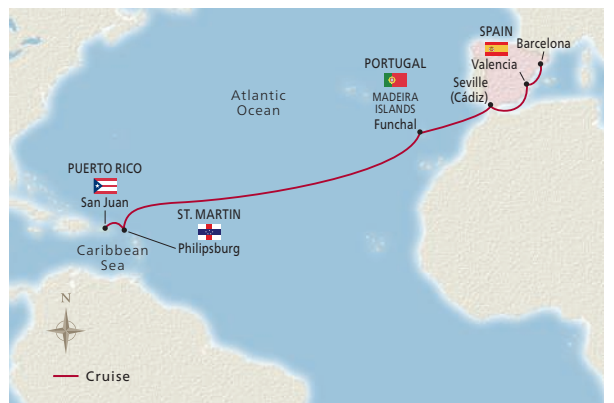 SPAIN
Barcelona
Valencia
Seville
(Cádiz)
PORTUGAL
MADEIRA
ISLANDS
Funchal
Atlantic
Ocean
PUERTO RICO
San Juan
ST. MARTIN
Philipsburg
Caribbean
Sea
N
Cruise